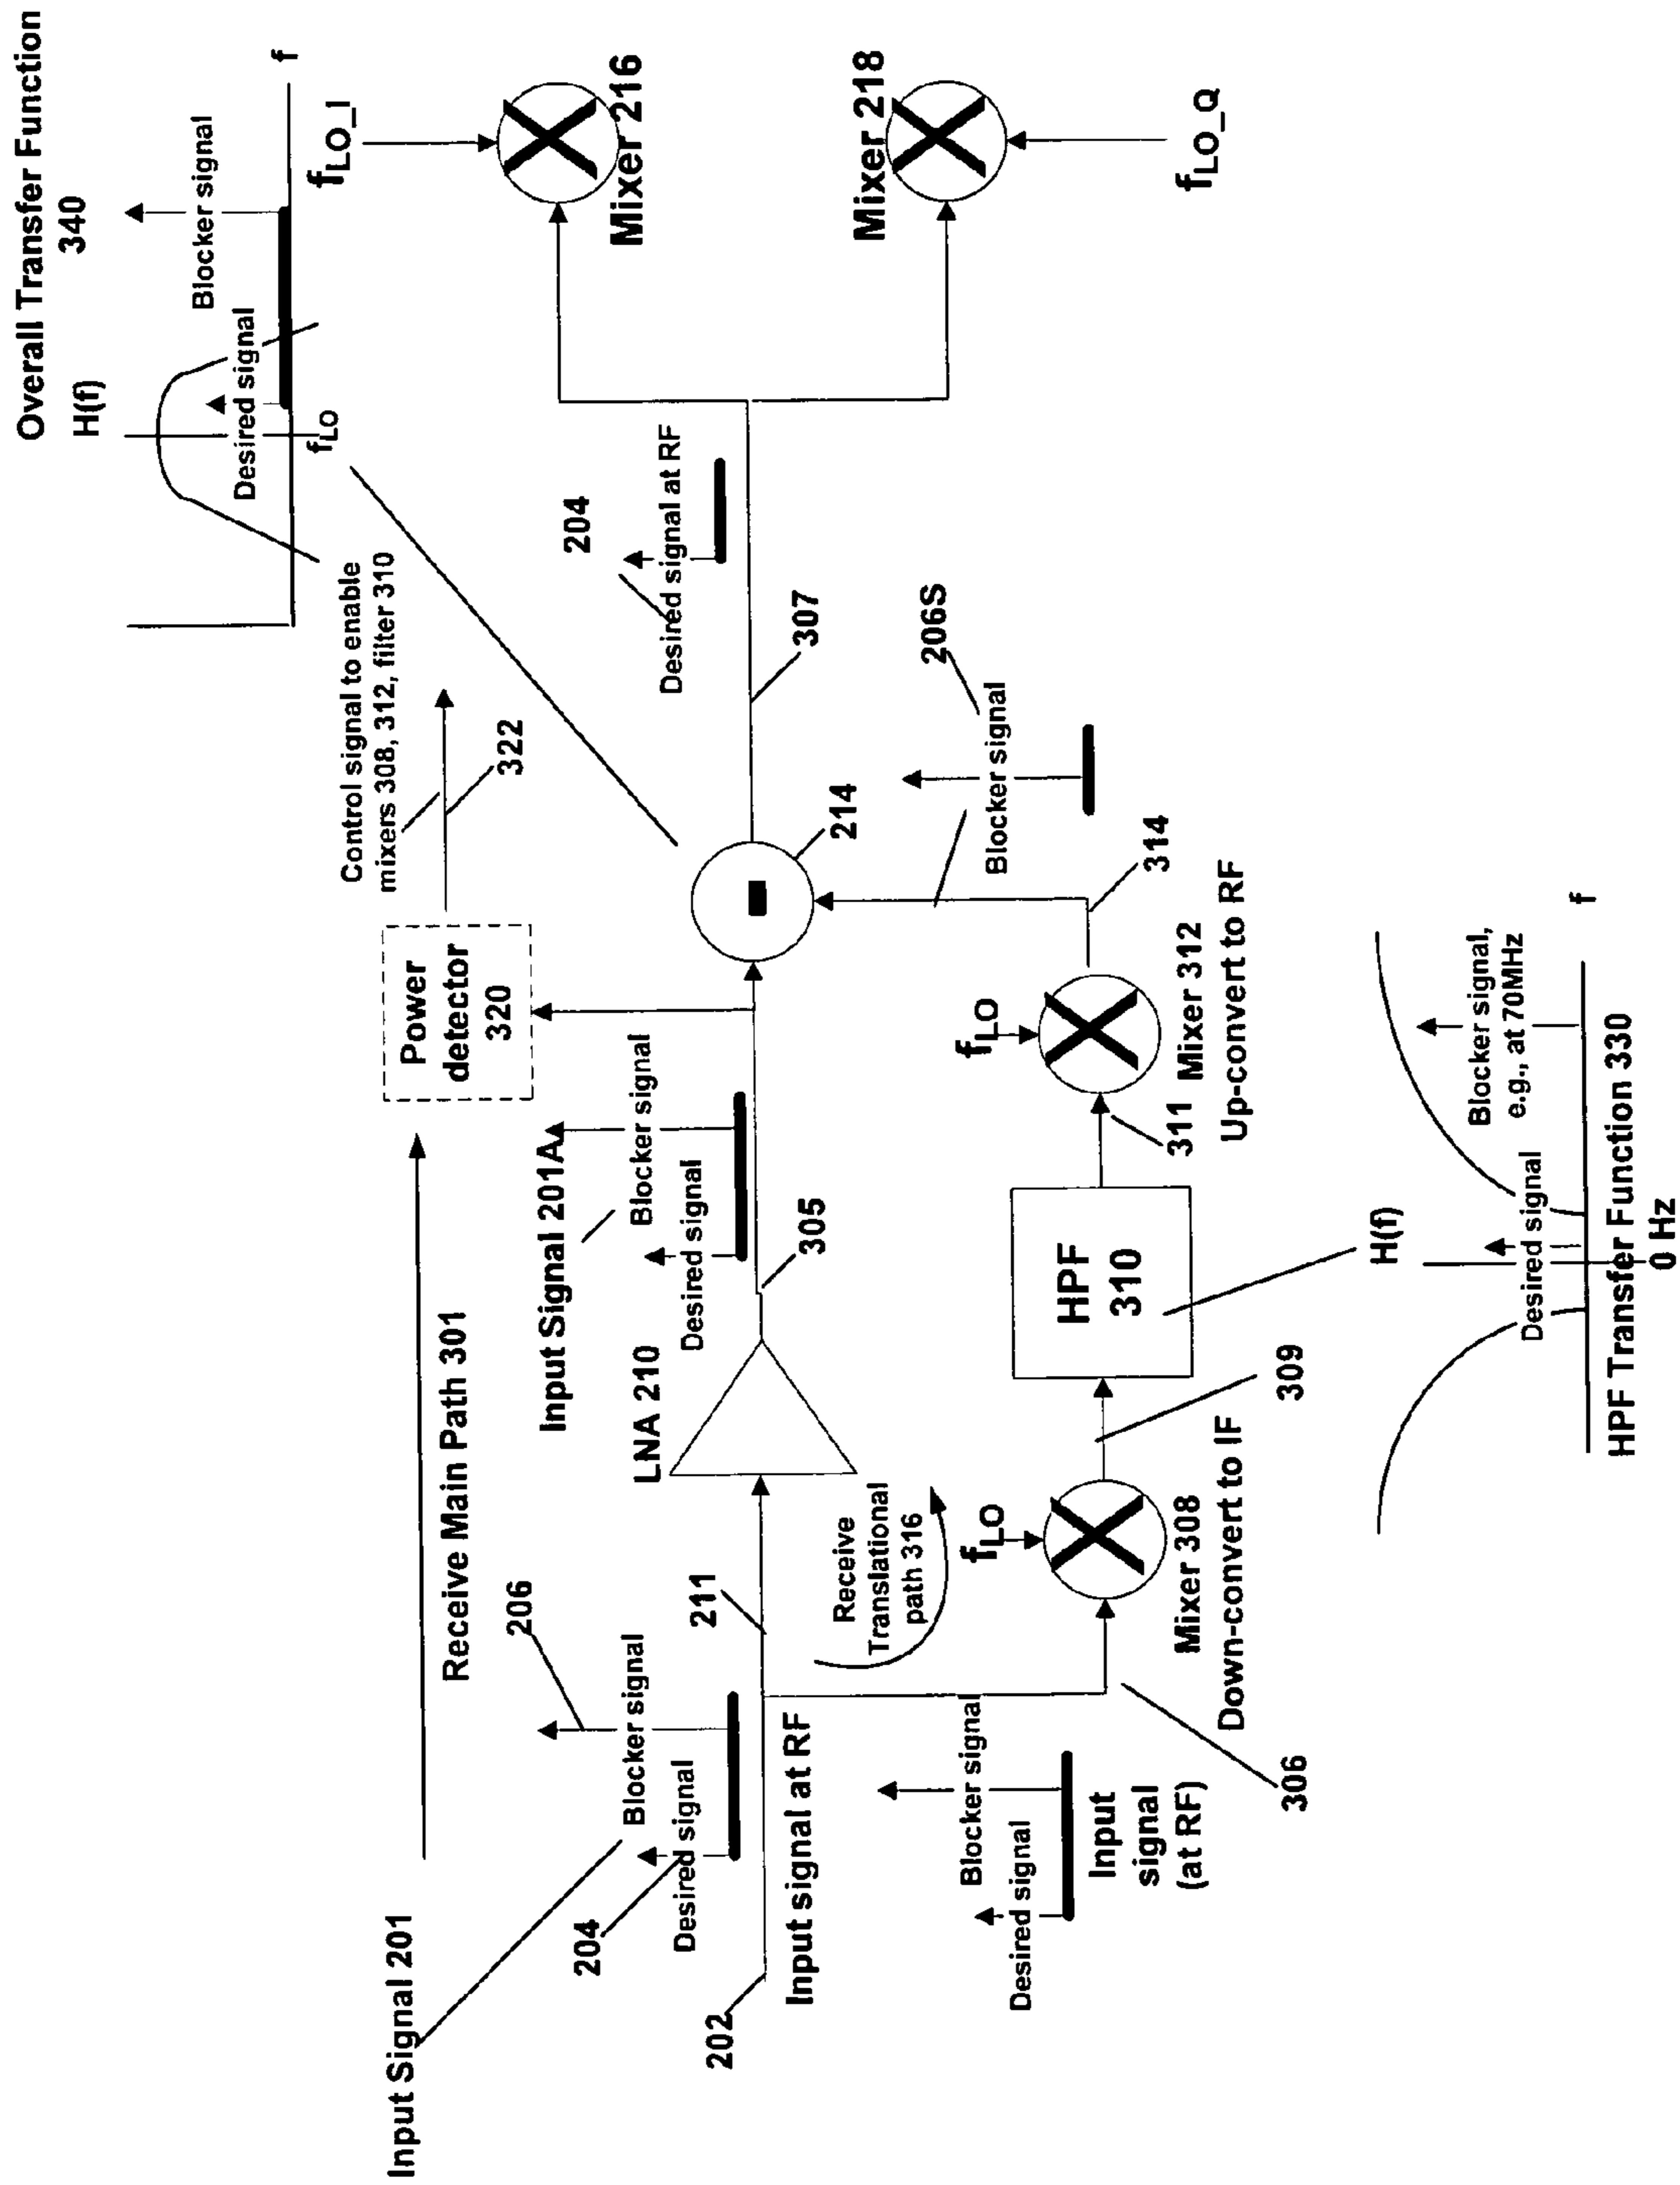 Overall Transfer Function
340
H(f)
Blocker signal
Desired signal
f
fLO
fLO_I
Mixer 216
Mixer 218
fLO_Q
Control signal to enable
mixers 308, 312, filter 310
322
Power
detector
320
Receive Main Path 301
Input Signal 201
206
Blocker signal
Desired signal
204
202
Input signal at RF
211
LNA 210
Input Signal 201A
Blocker signal
Desired signal
305
214
204
Desired signal at RF
307
206S
Blocker signal
314
Receive
Translational
path 316
Blocker signal
Desired signal
Input
signal
(at RF)
306
fLO
Mixer 308
Down-convert to IF
309
HPF
310
311
fLO
Mixer 312
Up-convert to RF
H(f)
Desired signal
Blocker signal,
e.g., at 70MHz
f
HPF Transfer Function 330
0 Hz